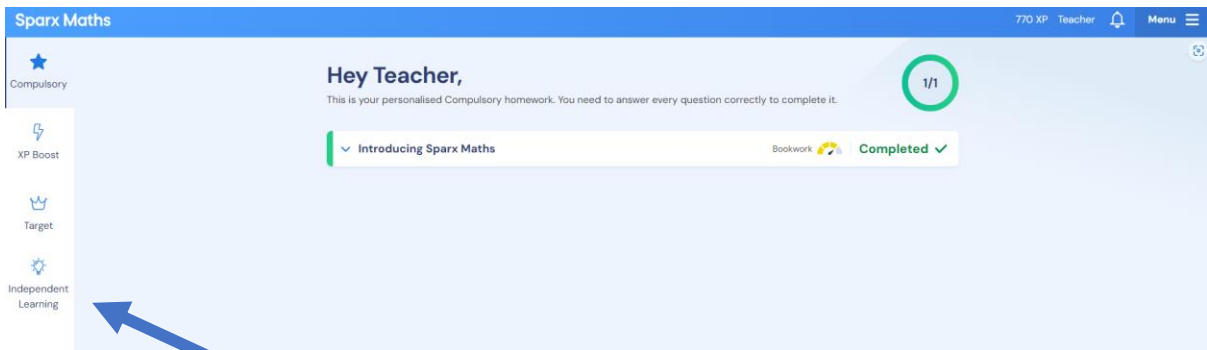 Sparx Maths
770 XP Teacher Menu
Compulsory
XP Boost
Target
Independent
Learning
Hey Teacher,
This is your personalised Compulsory homework. You need to answer every question correctly to complete it.
1/1
Introducing Sparx Maths Bookwork Completed